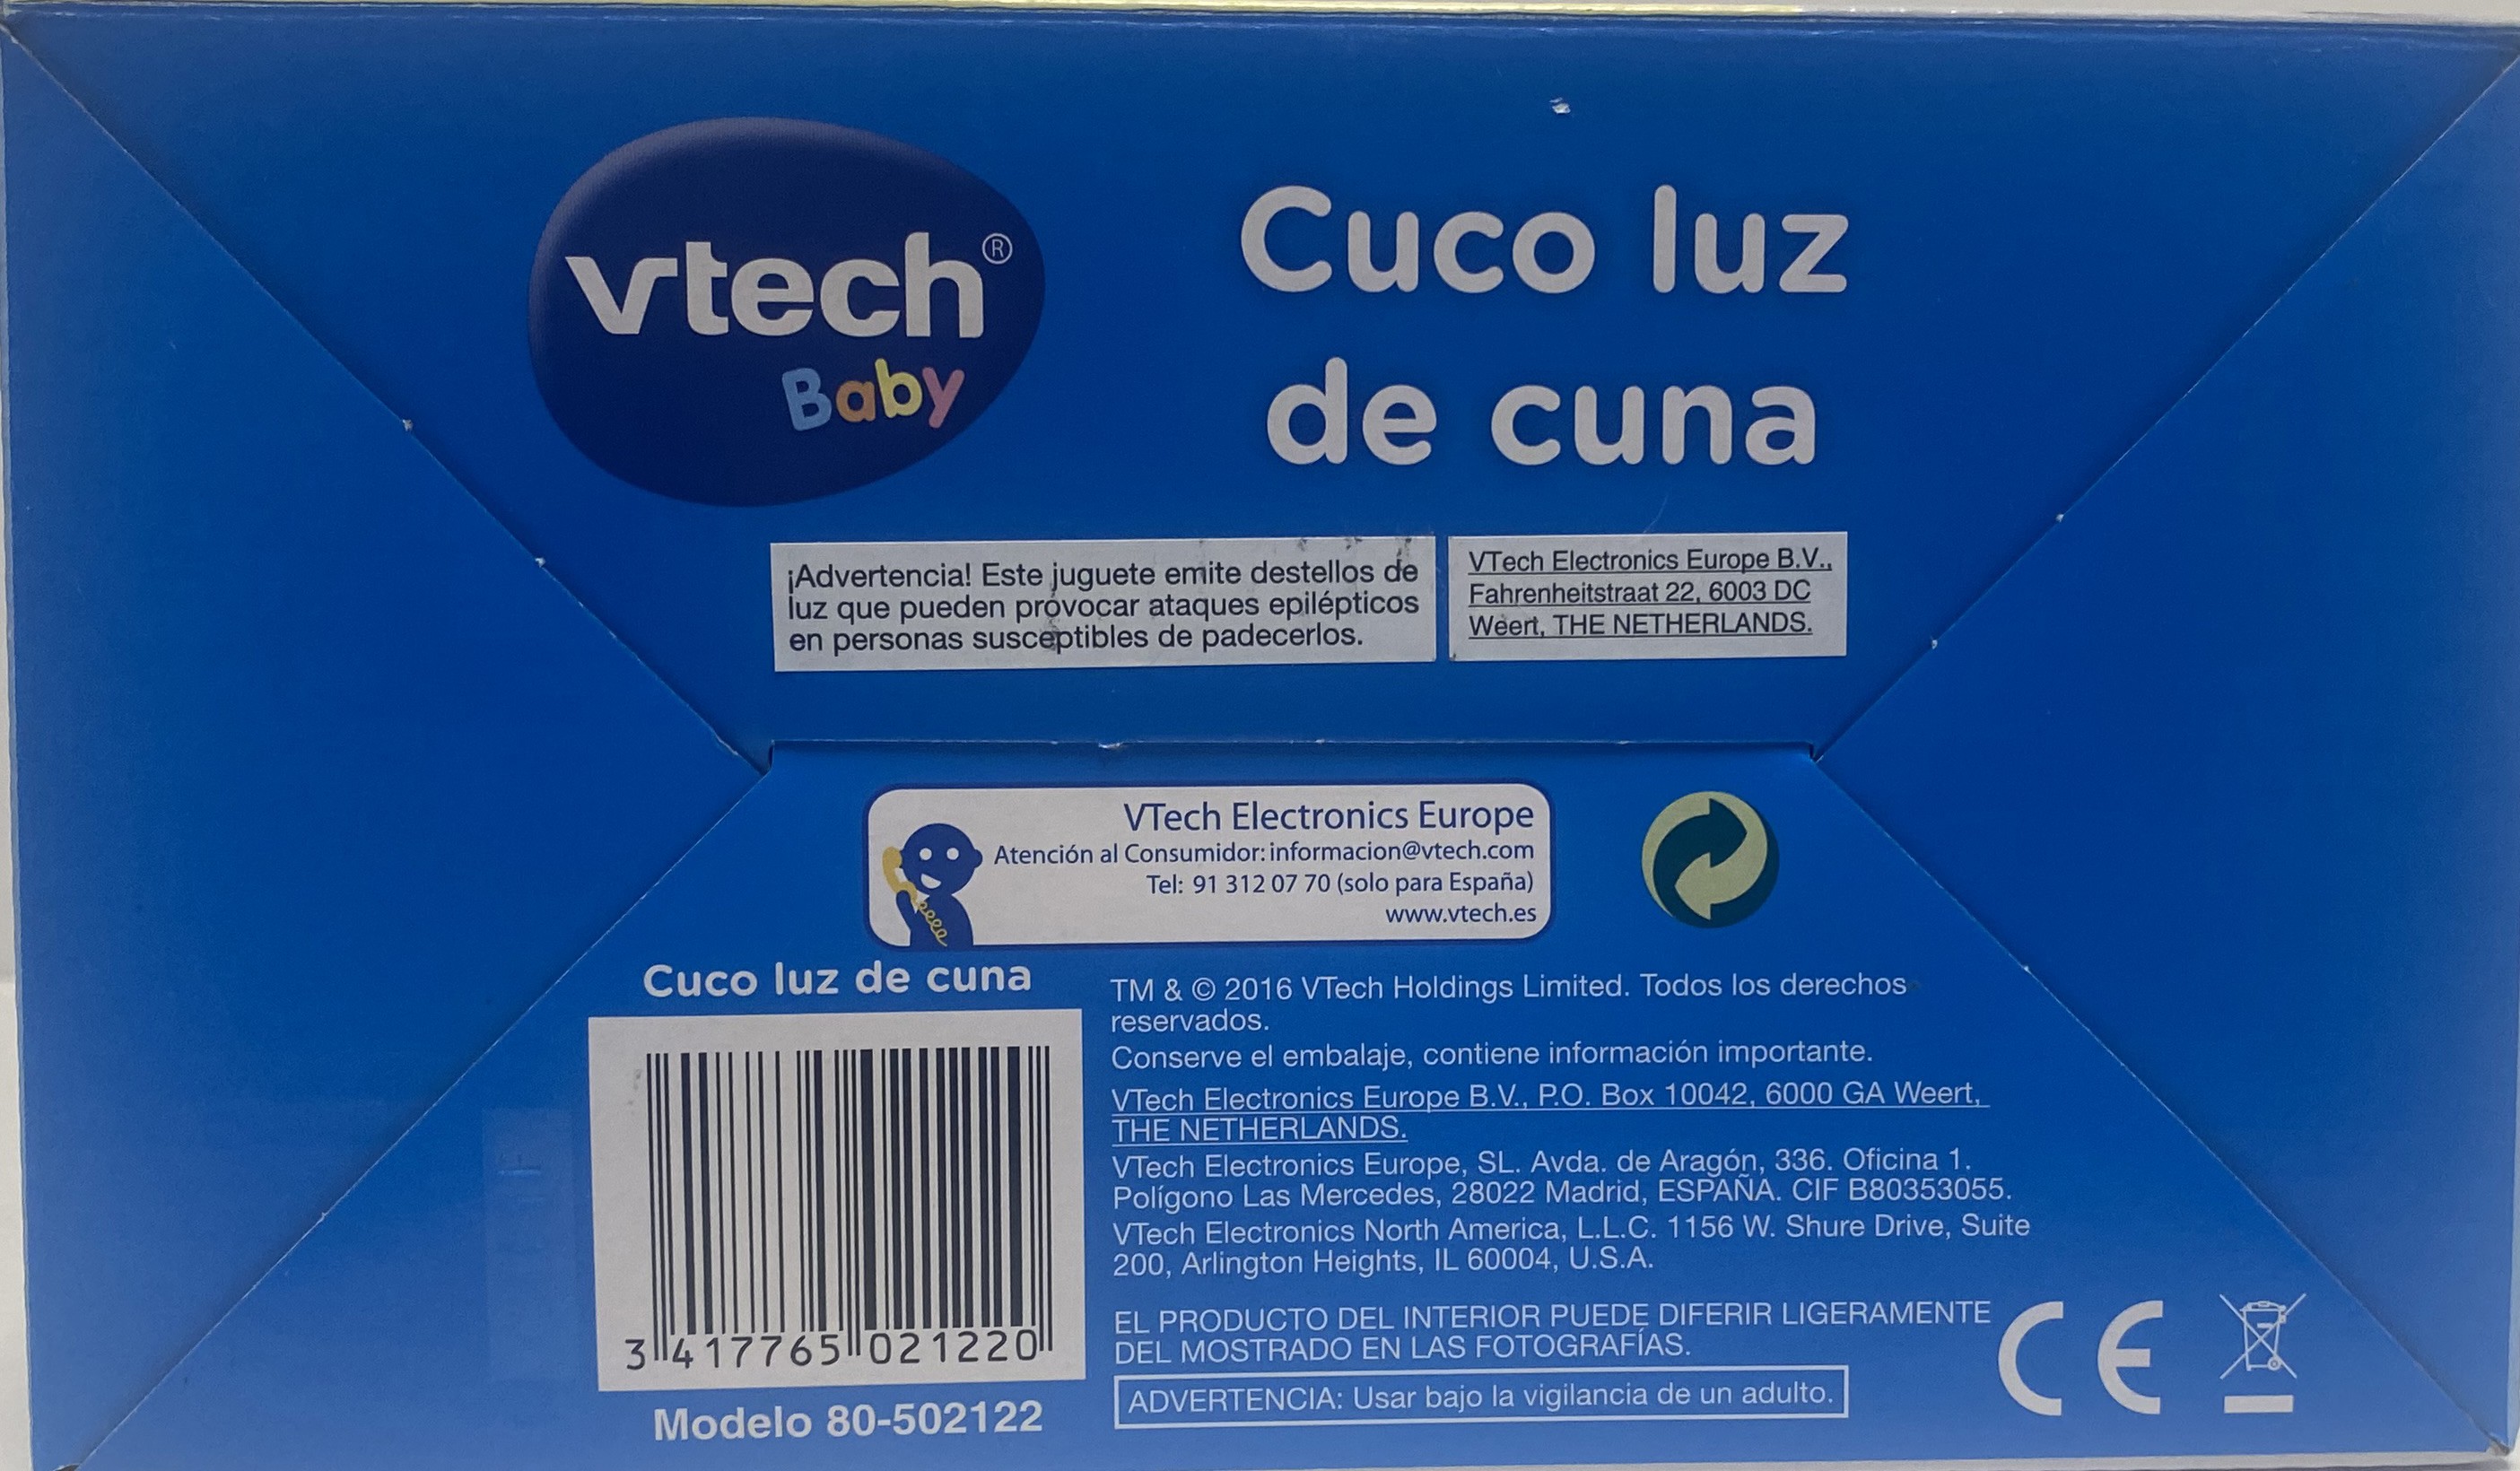 vtech®
Baby
Cuco luz
de cuna
¡Advertencia! Este juguete emite destellos de
luz que pueden provocar ataques epilépticos
en personas susceptibles de padecerlos.
VTech Electronics Europe B.V.,
Fahrenheitstraat 22, 6003 DC
Weert, THE NETHERLANDS.
VTech Electronics Europe
Atención al Consumidor: informacion@vtech.com
Tel: 91 312 07 70 (solo para España)
www.vtech.es
Cuco luz de cuna
3 417765 021220
Modelo 80-502122
TM & © 2016 VTech Holdings Limited. Todos los derechos
reservados.
Conserve el embalaje, contiene información importante.
VTech Electronics Europe B.V., P.O. Box 10042, 6000 GA Weert,
THE NETHERLANDS.
VTech Electronics Europe, SL. Avda. de Aragón, 336. Oficina 1.
Polígono Las Mercedes, 28022 Madrid, ESPAÑA. CIF B80353055.
VTech Electronics North America, L.L.C. 1156 W. Shure Drive, Suite
200, Arlington Heights, IL 60004, U.S.A.
EL PRODUCTO DEL INTERIOR PUEDE DIFERIR LIGERAMENTE
DEL MOSTRADO EN LAS FOTOGRAFÍAS.
ADVERTENCIA: Usar bajo la vigilancia de un adulto.
CE